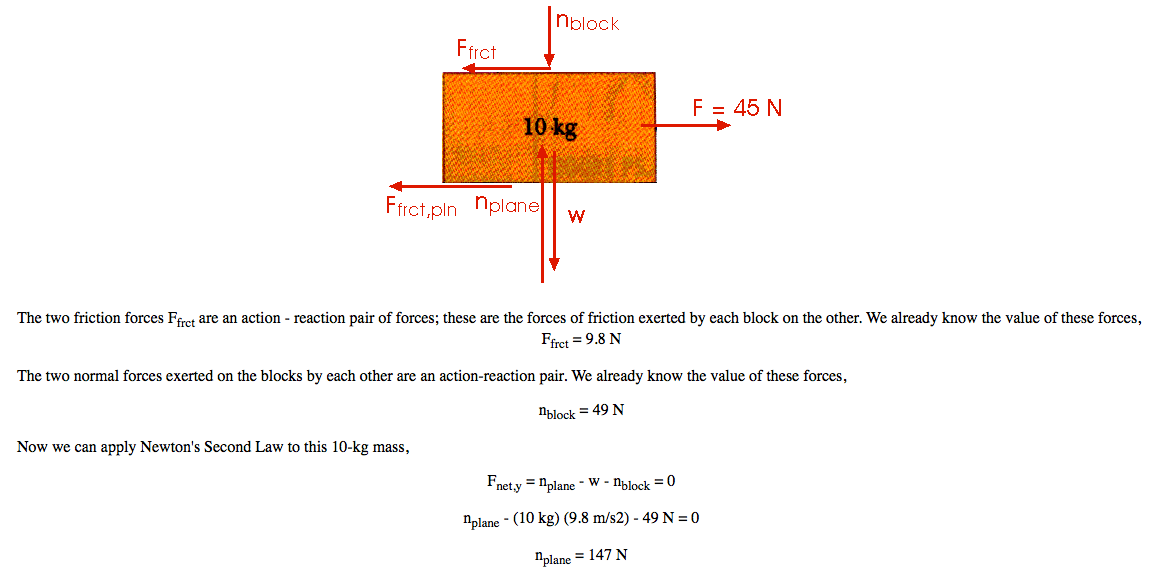 nblock
Ffrct
F = 45 N
10 kg
Ffrct,pln
nplane
w
The two friction forces Ffrct are an action - reaction pair of forces; these are the forces of friction exerted by each block on the other. We already know the value of these forces,
Ffrct = 9.8 N
The two normal forces exerted on the blocks by each other are an action-reaction pair. We already know the value of these forces,
nblock = 49 N
Now we can apply Newton's Second Law to this 10-kg mass,
Fnet,y = nplane - w - nblock = 0
nplane - (10 kg) (9.8 m/s2) - 49 N = 0
nplane = 147 N